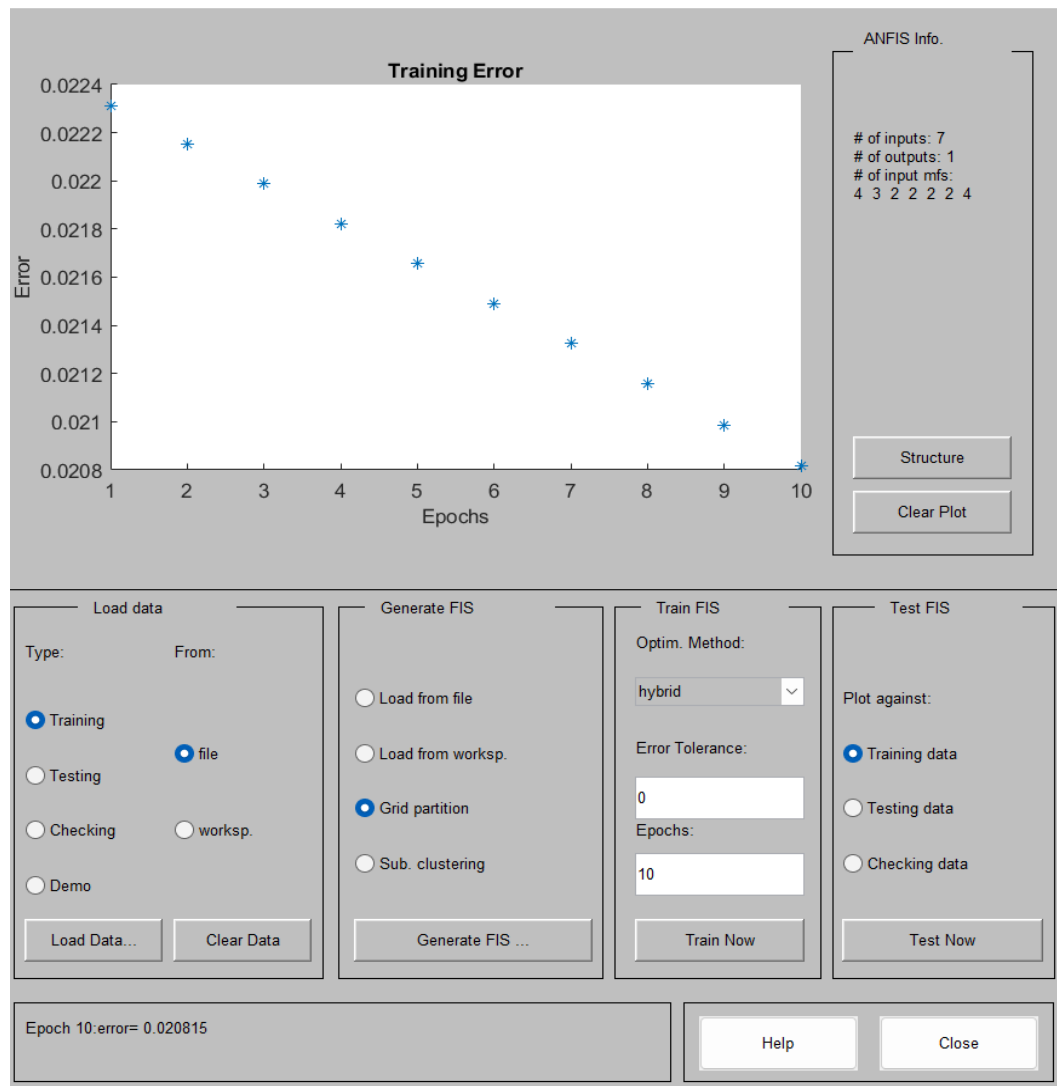 ANFIS Info.
Training Error
0.0224
0.0222
0.022
0.0218
0.0216
0.0214
0.0212
0.021
0.0208
Error
1 2 3 4 5 6 7 8 9 10
Epochs
# of inputs: 7
# of outputs: 1
# of input mfs:
4 3 2 2 2 2 4
Structure
Clear Plot
Load data
Type:
From:
Training
file
Testing
Checking
worksp.
Demo
Load Data...
Clear Data
Generate FIS
Load from file
Load from worksp.
Grid partition
Sub. clustering
Generate FIS ...
Train FIS
Optim. Method:
hybrid
Error Tolerance:
0
Epochs:
10
Train Now
Test FIS
Plot against:
Training data
Testing data
Checking data
Test Now
Epoch 10:error= 0.020815
Help
Close